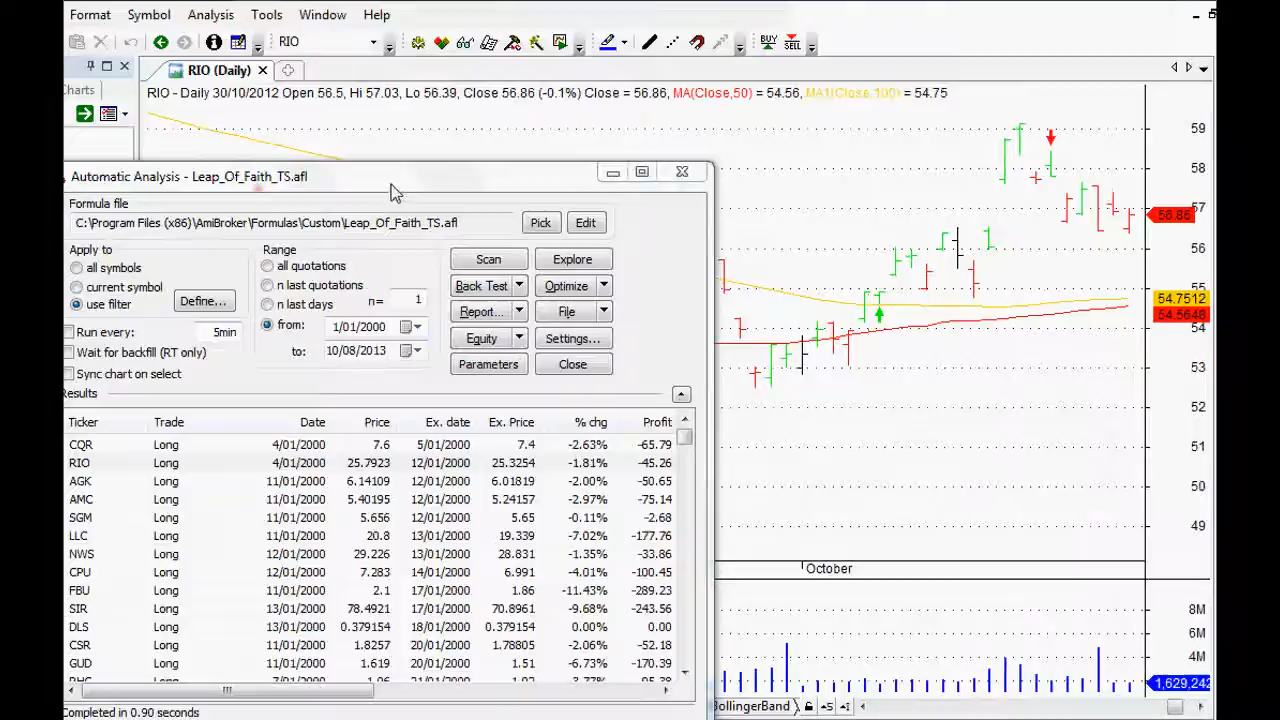 Format Symbol Analysis Tools Window Help
RIO
BUY SELL
Charts
RIO (Daily)
RIO - Daily 30/10/2012 Open 56.5, Hi 57.03, Lo 56.39, Close 56.86 (-0.1%) Close = 56.86, MA(Close,50) = 54.56, MA1(Close,100) = 54.75
59
58
57
56.86
56
55
54.7512
54.5648
54
53
52
51
50
49
October
8M
6M
4M
1,629,242
BollingerBand
Automatic Analysis - Leap_Of_Faith_TS.afl
Formula file
C:\Program Files (x86)\AmiBroker\Formulas\Custom\Leap_Of_Faith_TS.afl Pick Edit
Apply to
all symbols
current symbol
use filter Define...
Run every: 5min
Wait for backfill (RT only)
Sync chart on select
Range
all quotations
n last quotations
n last days n= 1
from: 1/01/2000
to: 10/08/2013
Scan Explore
Back Test Optimize
Report... File
Equity Settings...
Parameters Close
Results
Ticker Trade Date Price Ex. date Ex. Price % chg Profit
CQR Long 4/01/2000 7.6 5/01/2000 7.4 -2.63% -65.79
RIO Long 4/01/2000 25.7923 12/01/2000 25.3254 -1.81% -45.26
AGK Long 11/01/2000 6.14109 12/01/2000 6.01819 -2.00% -50.65
AMC Long 11/01/2000 5.40195 12/01/2000 5.24157 -2.97% -75.14
SGM Long 11/01/2000 5.656 12/01/2000 5.65 -0.11% -2.68
LLC Long 11/01/2000 20.8 13/01/2000 19.339 -7.02% -177.76
NWS Long 12/01/2000 29.226 13/01/2000 28.831 -1.35% -33.86
CPU Long 12/01/2000 7.283 14/01/2000 6.991 -4.01% -100.45
FBU Long 11/01/2000 2.1 17/01/2000 1.86 -11.43% -289.23
SIR Long 13/01/2000 78.4921 17/01/2000 70.8961 -9.68% -243.56
DLS Long 13/01/2000 0.379154 18/01/2000 0.379154 0.00% 0.00
CSR Long 11/01/2000 1.8257 20/01/2000 1.78805 -2.06% -52.18
GUD Long 11/01/2000 1.619 20/01/2000 1.51 -6.73% -170.39
Completed in 0.90 seconds